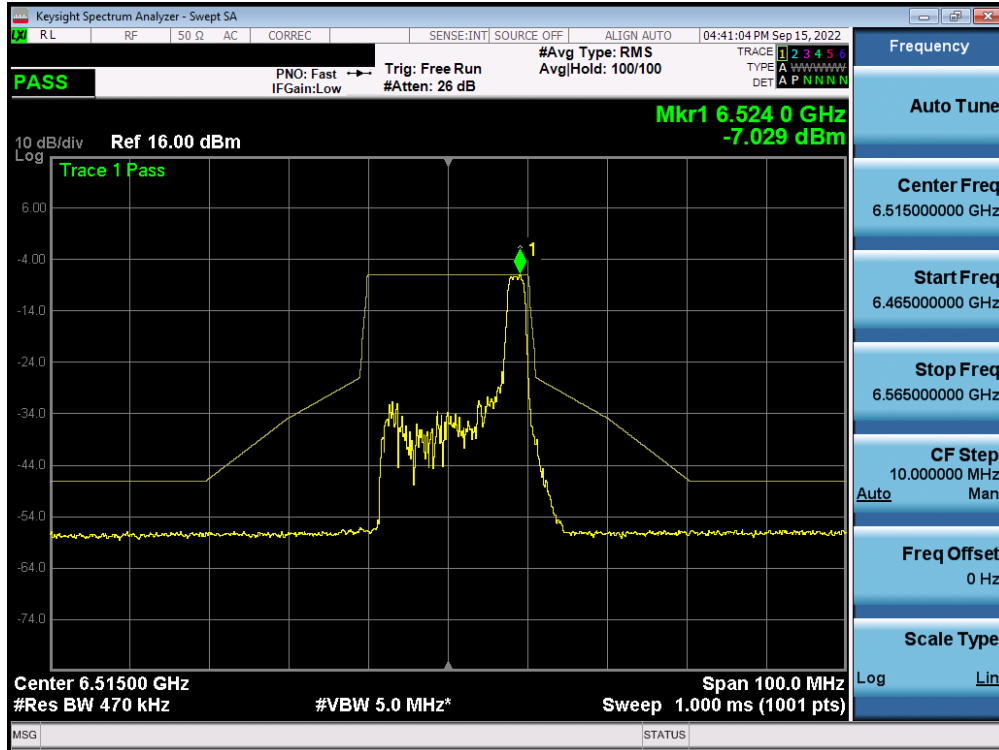 Keysight Spectrum Analyzer - Swept SA
LXI RL RF 50 Ω AC CORREC SENSE:INT SOURCE OFF ALIGN AUTO 04:41:04 PM Sep 15, 2022
Frequency
PASS
PNO: Fast
IFGain:Low
Trig: Free Run
#Atten: 26 dB
#Avg Type: RMS
Avg|Hold: 100/100
TRACE 1 2 3 4 5 6
TYPE A WWWWW
DET A P N N N N
Auto Tune
Mkr1 6.524 0 GHz
-7.029 dBm
10 dB/div
Log
Ref 16.00 dBm
Trace 1 Pass
1
6.00
-4.00
-14.0
-24.0
-34.0
-44.0
-54.0
-64.0
-74.0
Center Freq
6.515000000 GHz
Start Freq
6.465000000 GHz
Stop Freq
6.565000000 GHz
CF Step
10.000000 MHz
Auto Man
Freq Offset
0 Hz
Scale Type
Log Lin
Center 6.51500 GHz
Span 100.0 MHz
#Res BW 470 kHz
#VBW 5.0 MHz*
Sweep 1.000 ms (1001 pts)
MSG
STATUS